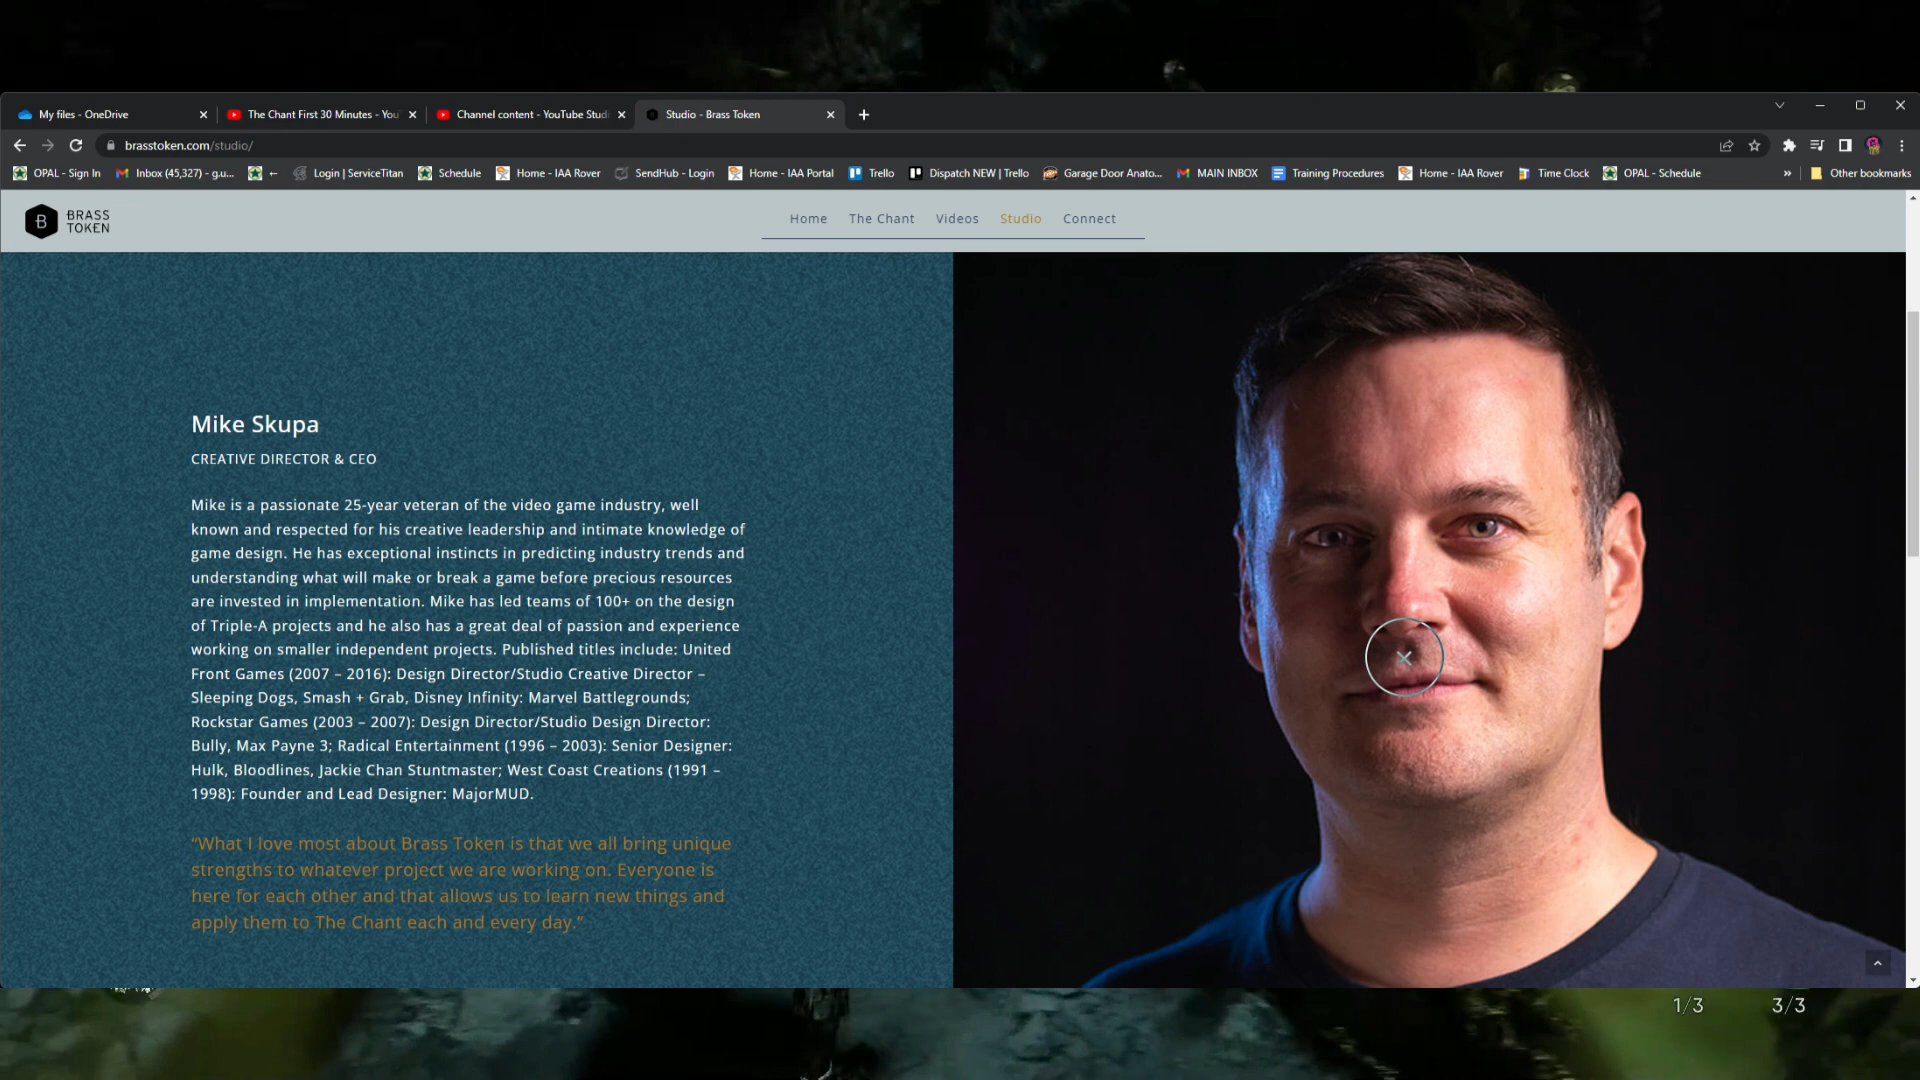 My files - OneDrive
The Chant First 30 Minutes - You
Channel content - YouTube Studi
Studio - Brass Token
brasstoken.com/studio/
OPAL - Sign In
Inbox (45,327) - g.u...
←
Login | ServiceTitan
Schedule
Home - IAA Rover
SendHub - Login
Home - IAA Portal
Trello
Dispatch NEW | Trello
Garage Door Anato...
MAIN INBOX
Training Procedures
Home - IAA Rover
Time Clock
OPAL - Schedule
»
Other bookmarks
B
BRASS
TOKEN
Home
The Chant
Videos
Studio
Connect
Mike Skupa
CREATIVE DIRECTOR & CEO
Mike is a passionate 25-year veteran of the video game industry, well
known and respected for his creative leadership and intimate knowledge of
game design. He has exceptional instincts in predicting industry trends and
understanding what will make or break a game before precious resources
are invested in implementation. Mike has led teams of 100+ on the design
of Triple-A projects and he also has a great deal of passion and experience
working on smaller independent projects. Published titles include: United
Front Games (2007 – 2016): Design Director/Studio Creative Director –
Sleeping Dogs, Smash + Grab, Disney Infinity: Marvel Battlegrounds;
Rockstar Games (2003 – 2007): Design Director/Studio Design Director:
Bully, Max Payne 3; Radical Entertainment (1996 – 2003): Senior Designer:
Hulk, Bloodlines, Jackie Chan Stuntmaster; West Coast Creations (1991 –
1998): Founder and Lead Designer: MajorMUD.
“What I love most about Brass Token is that we all bring unique
strengths to whatever project we are working on. Everyone is
here for each other and that allows us to learn new things and
apply them to The Chant each and every day.”
1/3
3/3